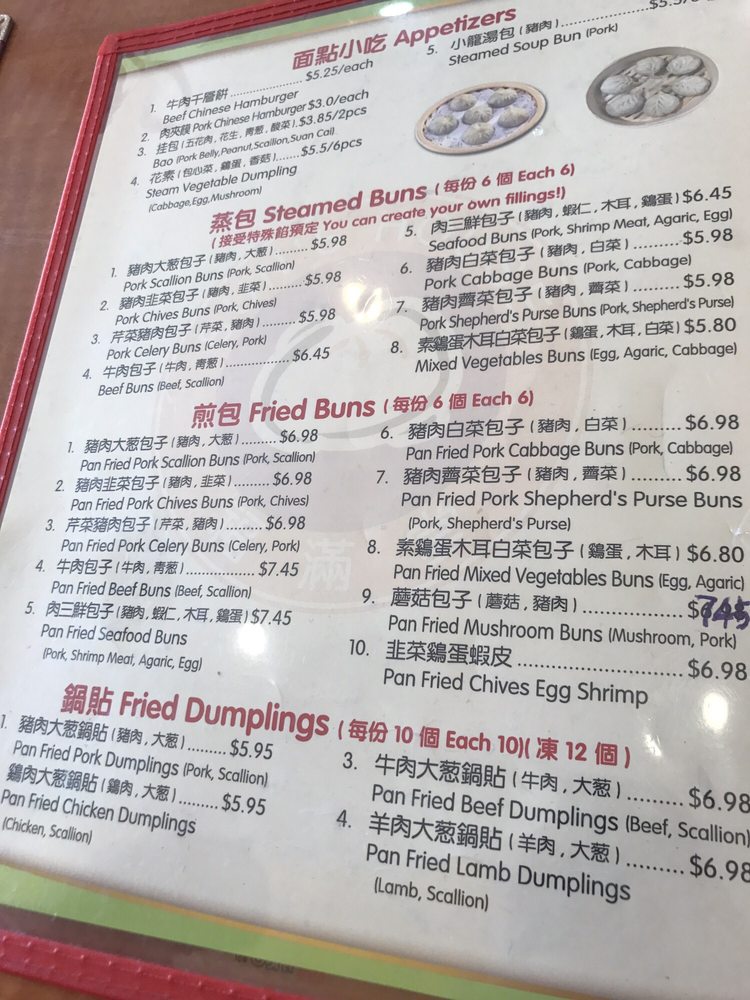 面點小吃 Appetizers
1. 牛肉千層餅 .............. $5.25/each
Beef Chinese Hamburger
2. 肉夾饃 Pork Chinese Hamburger $3.0/each
3. 挂包 (五花肉, 花生, 青葱, 酸菜). $3.85/2pcs
Bao (Pork Belly,Peanut,Scallion,Suan Cai)
4. 花素 (包心菜, 鷄蛋, 香菇)....... $5.5/6pcs
Steam Vegetable Dumpling
(Cabbage,Egg,Mushroom)
5. 小籠湯包 (豬肉)
Steamed Soup Bun (Pork)
蒸包 Steamed Buns (每份 6 個 Each 6)
(接受特殊餡預定 You can create your own fillings!)
1. 豬肉大葱包子 (豬肉, 大葱) ......... $5.98
Pork Scallion Buns (Pork, Scallion)
2. 豬肉韭菜包子 (豬肉, 韭菜) ......... $5.98
Pork Chives Buns (Pork, Chives)
3. 芹菜豬肉包子 (芹菜, 豬肉) ......... $5.98
Pork Celery Buns (Celery, Pork)
4. 牛肉包子 (牛肉, 青葱) ................. $6.45
Beef Buns (Beef, Scallion)
5. 肉三鮮包子 (豬肉, 蝦仁, 木耳, 鷄蛋) $6.45
Seafood Buns (Pork, Shrimp Meat, Agaric, Egg)
6. 豬肉白菜包子 (豬肉, 白菜) ......... $5.98
Pork Cabbage Buns (Pork, Cabbage)
7. 豬肉薺菜包子 (豬肉, 薺菜) ......... $5.98
Pork Shepherd's Purse Buns (Pork, Shepherd's Purse)
8. 素鷄蛋木耳白菜包子 (鷄蛋, 木耳, 白菜) $5.80
Mixed Vegetables Buns (Egg, Agaric, Cabbage)
煎包 Fried Buns (每份 6 個 Each 6)
1. 豬肉大葱包子 (豬肉, 大葱) ......... $6.98
Pan Fried Pork Scallion Buns (Pork, Scallion)
2. 豬肉韭菜包子 (豬肉, 韭菜) ......... $6.98
Pan Fried Pork Chives Buns (Pork, Chives)
3. 芹菜豬肉包子 (芹菜, 豬肉) ......... $6.98
Pan Fried Pork Celery Buns (Celery, Pork)
4. 牛肉包子 (牛肉, 青葱) ................. $7.45
Pan Fried Beef Buns (Beef, Scallion)
5. 肉三鮮包子 (豬肉, 蝦仁, 木耳, 鷄蛋) $7.45
Pan Fried Seafood Buns
(Pork, Shrimp Meat, Agaric, Egg)
6. 豬肉白菜包子 (豬肉, 白菜) ......... $6.98
Pan Fried Pork Cabbage Buns (Pork, Cabbage)
7. 豬肉薺菜包子 (豬肉, 薺菜) ......... $6.98
Pan Fried Pork Shepherd's Purse Buns
(Pork, Shepherd's Purse)
8. 素鷄蛋木耳白菜包子 (鷄蛋, 木耳) $6.80
Pan Fried Mixed Vegetables Buns (Egg, Agaric)
9. 蘑菇包子 (蘑菇, 豬肉) ................. $7.45
Pan Fried Mushroom Buns (Mushroom, Pork)
10. 韭菜鷄蛋蝦皮 ...................... $6.98
Pan Fried Chives Egg Shrimp
滿
鍋貼 Fried Dumplings (每份 10 個 Each 10)(凍 12 個)
1. 豬肉大葱鍋貼 (豬肉, 大葱) ......... $5.95
Pan Fried Pork Dumplings (Pork, Scallion)
鷄肉大葱鍋貼 (鷄肉, 大葱) ......... $5.95
Pan Fried Chicken Dumplings
(Chicken, Scallion)
3. 牛肉大葱鍋貼 (牛肉, 大葱) ......... $6.98
Pan Fried Beef Dumplings (Beef, Scallion)
4. 羊肉大葱鍋貼 (羊肉, 大葱) ......... $6.98
Pan Fried Lamb Dumplings
(Lamb, Scallion)